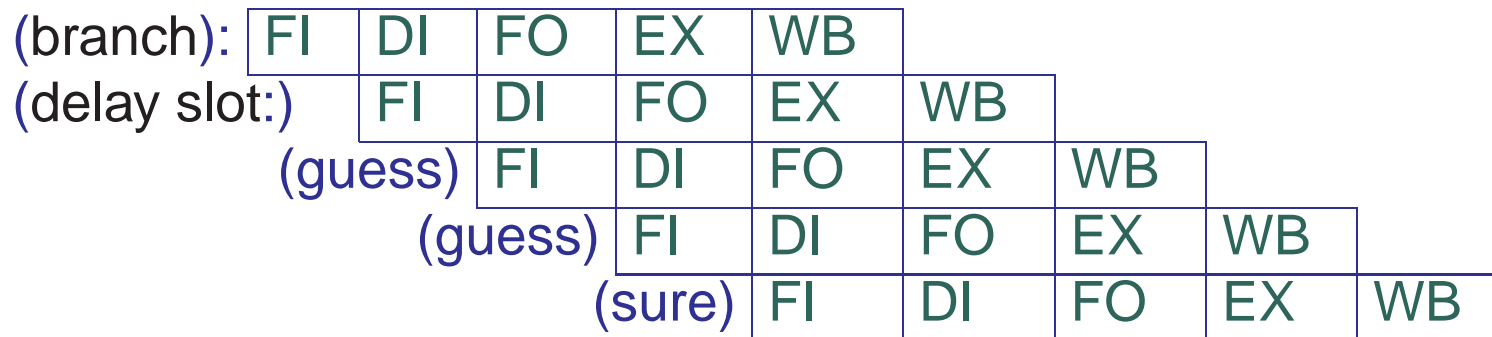 (branch): FI DI FO EX WB
(delay slot:) FI DI FO EX WB
(guess) FI DI FO EX WB
(guess) FI DI FO EX WB
(sure) FI DI FO EX WB